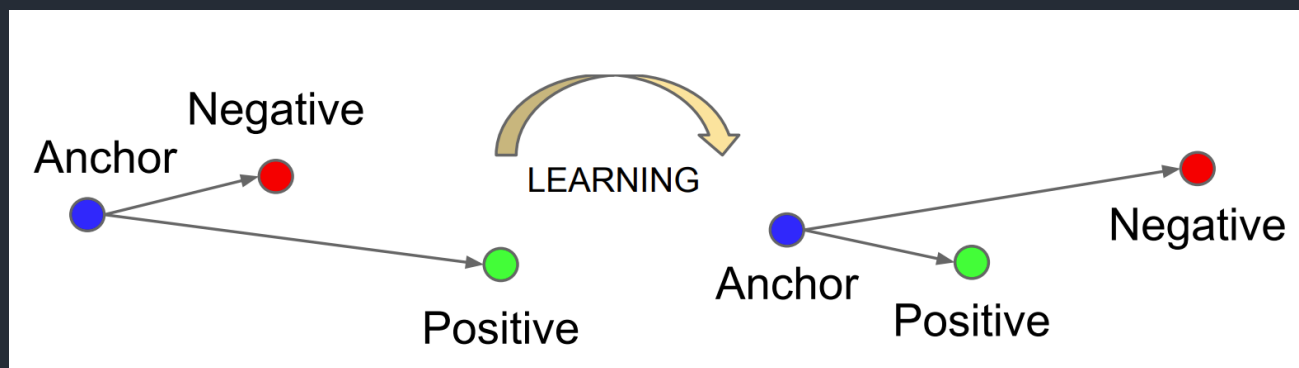 Negative
Anchor
Positive
LEARNING
Negative
Anchor
Positive